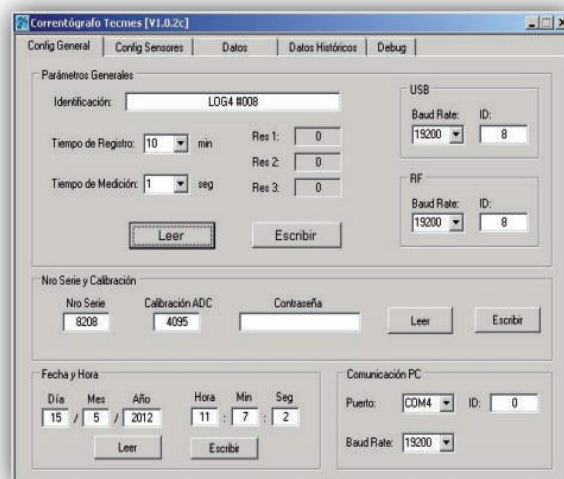 Correntógrafo Tecmes [V1.0.2c]
Config General Config Sensores Datos Datos Históricos Debug
Parámetros Generales
Identificación: LOG4 #008
Tiempo de Registro: 10 min
Tiempo de Medición: 1 seg
Res 1: 0
Res 2: 0
Res 3: 0
Leer Escribir
USB
Baud Rate: ID:
19200 8
RF
Baud Rate: ID:
19200 8
Nro Serie y Calibración
Nro Serie Calibración ADC Contraseña
8208 4095 Leer Escribir
Fecha y Hora
Día Mes Año Hora Min Seg
15 / 5 / 2012 11 : 7 : 2
Leer Escribir
Comunicación PC
Puerto: COM4 ID: 0
Baud Rate: 19200